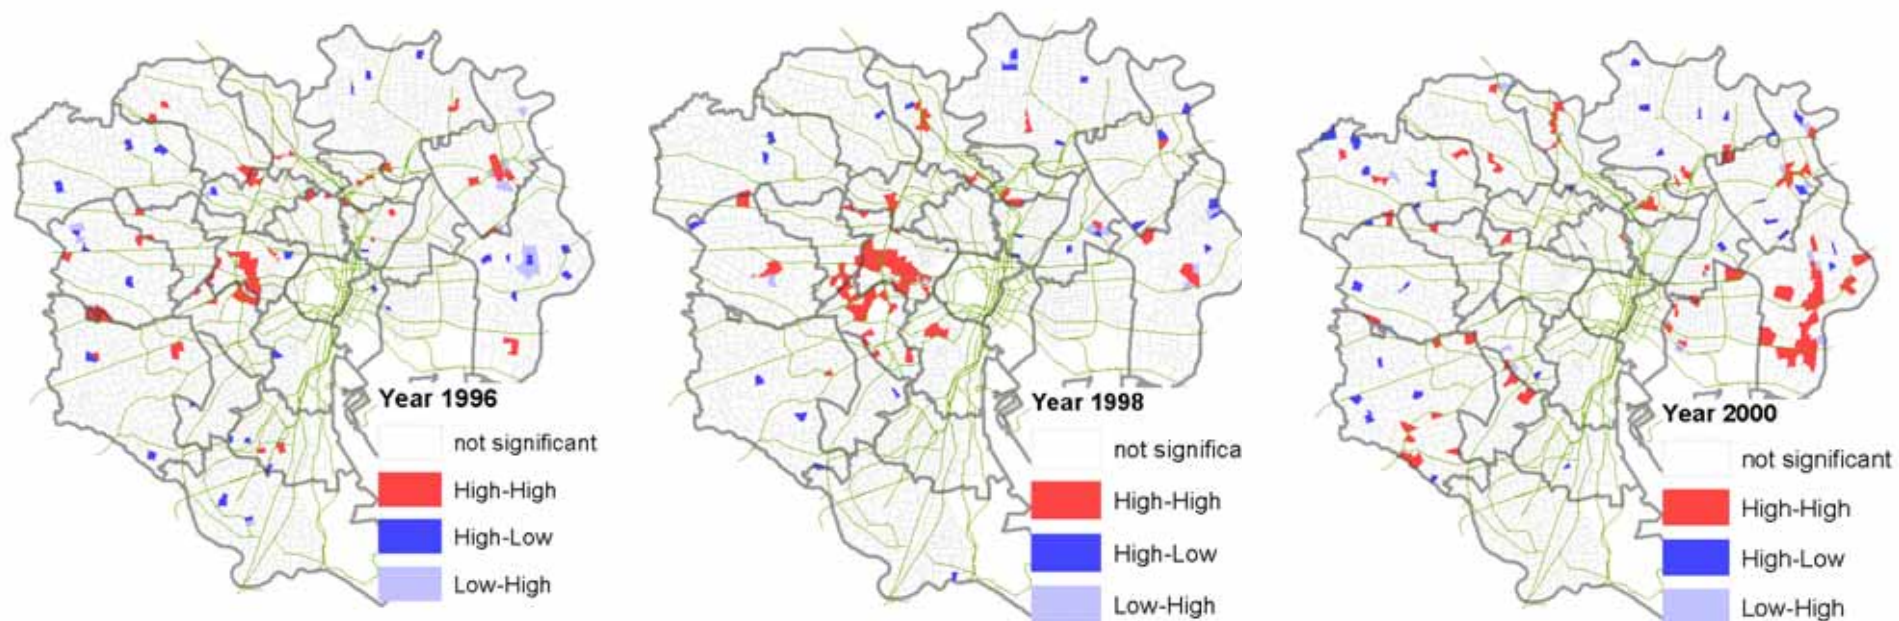 Year 1996
not significant
High-High
High-Low
Low-High
Year 1998
not significa
High-High
High-Low
Low-High
Year 2000
not significant
High-High
High-Low
Low-High